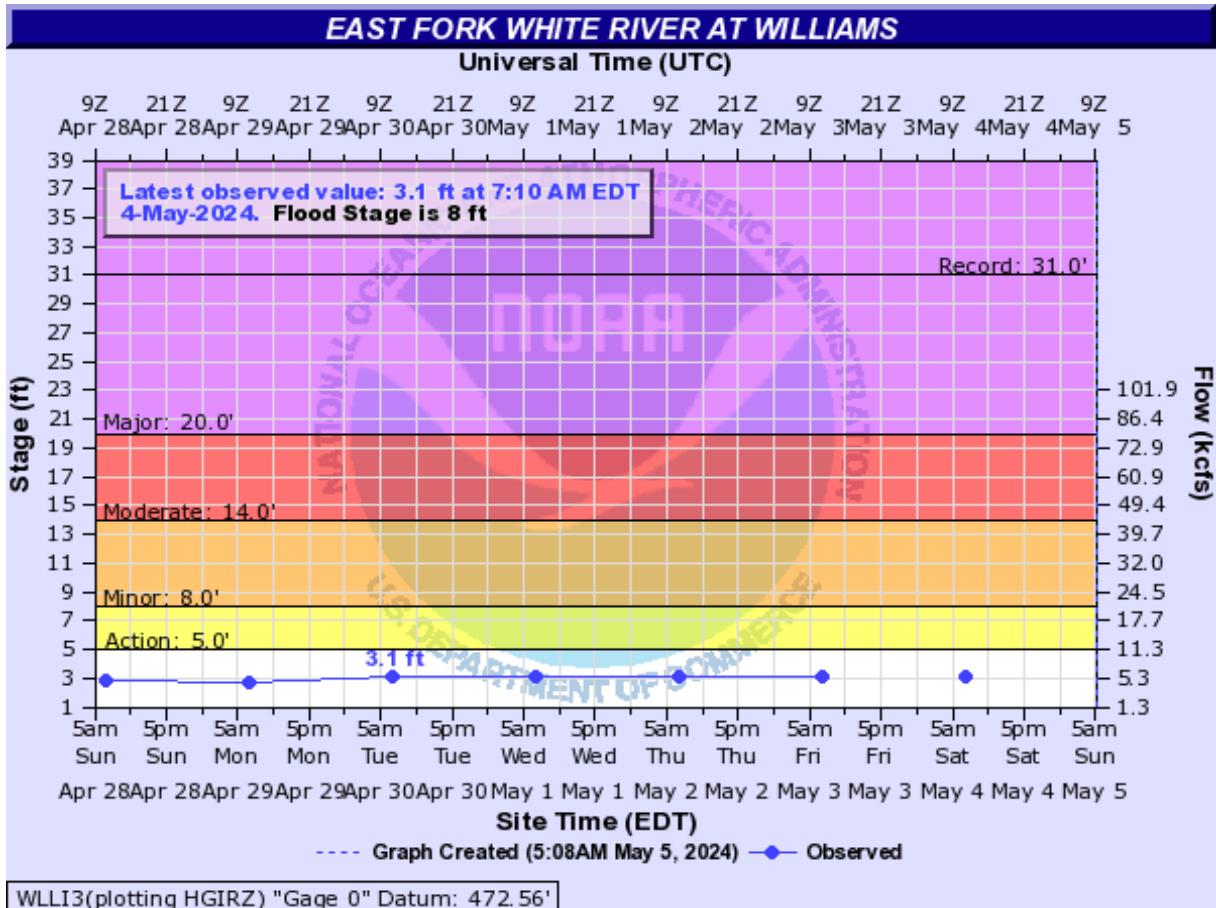 EAST FORK WHITE RIVER AT WILLIAMS
Universal Time (UTC)
9Z 21Z 9Z 21Z 9Z 21Z 9Z 21Z 9Z 21Z 9Z 21Z 9Z 21Z 9Z
Apr 28 Apr 28 Apr 29 Apr 29 Apr 30 Apr 30 May 1 May 1 May 2 May 2 May 3 May 3 May 4 May 4 May 5
Latest observed value: 3.1 ft at 7:10 AM EDT
4-May-2024. Flood Stage is 8 ft
Stage (ft)
39
37
35
33
31
29
27
25
23
21
19
17
15
13
11
9
7
5
3
1
Record: 31.0'
Major: 20.0'
Moderate: 14.0'
Minor: 8.0'
Action: 5.0'
3.1 ft
NATIONAL OCEANIC AND ATMOSPHERIC ADMINISTRATION
NOAA
U.S. DEPARTMENT OF COMMERCE
Flow (kcfs)
101.9
86.4
72.9
60.9
49.4
39.7
32.0
24.5
17.7
11.3
5.3
1.3
5am 5pm 5am 5pm 5am 5pm 5am 5pm 5am 5pm 5am 5pm 5am 5pm 5am
Sun Sun Mon Mon Tue Tue Wed Wed Thu Thu Fri Fri Sat Sat Sun
Apr 28 Apr 28 Apr 29 Apr 29 Apr 30 Apr 30 May 1 May 1 May 2 May 2 May 3 May 3 May 4 May 4 May 5
Site Time (EDT)
Graph Created (5:08AM May 5, 2024) Observed
WLLI3(plotting HGIRZ) "Gage 0" Datum: 472.56'